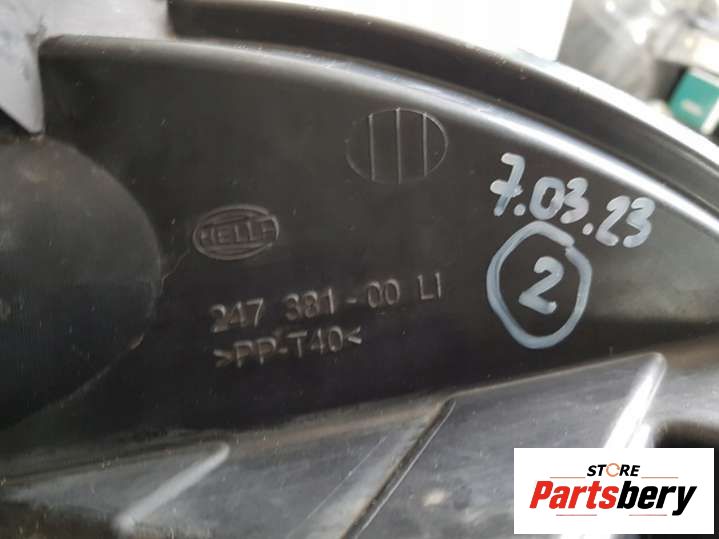 7.03.23
2
HELLA
247 381-00 LI
>PP-T40<
STORE
Partsbery